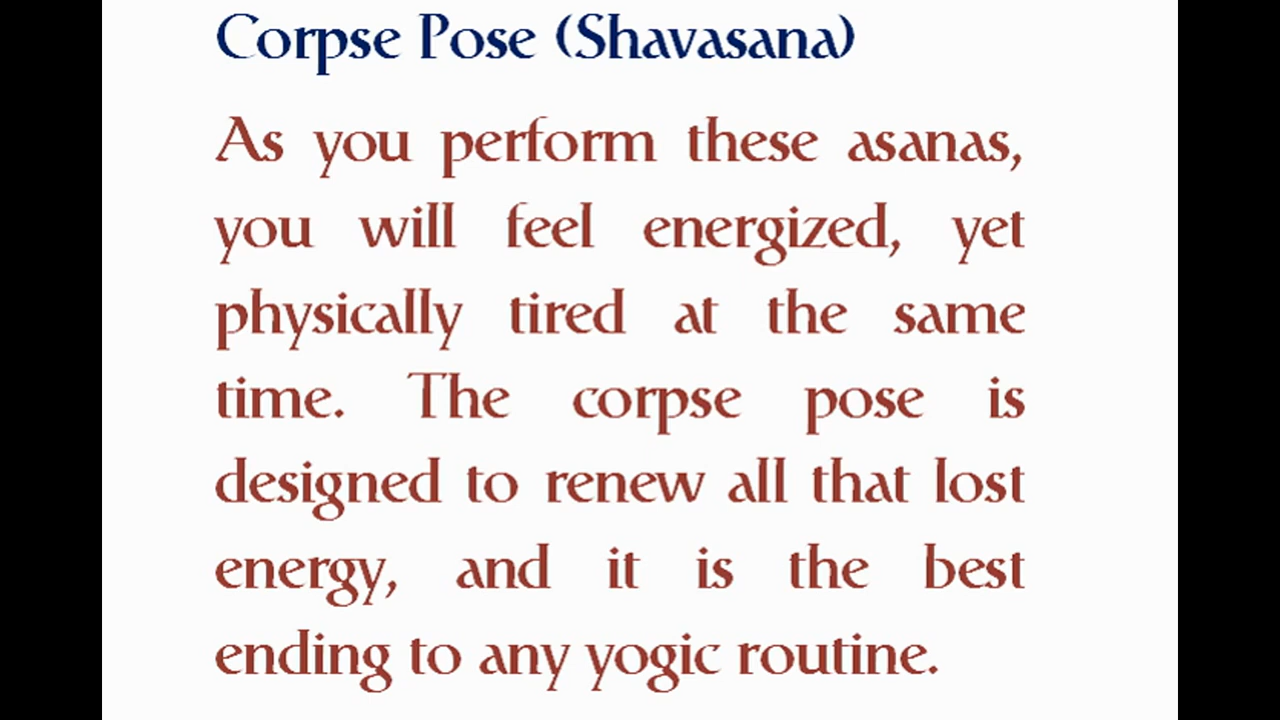 Corpse Pose (Shavasana)
As you perform these asanas,
you will feel energized, yet
physically tired at the same
time. The corpse pose is
designed to renew all that lost
energy, and it is the best
ending to any yogic routine.